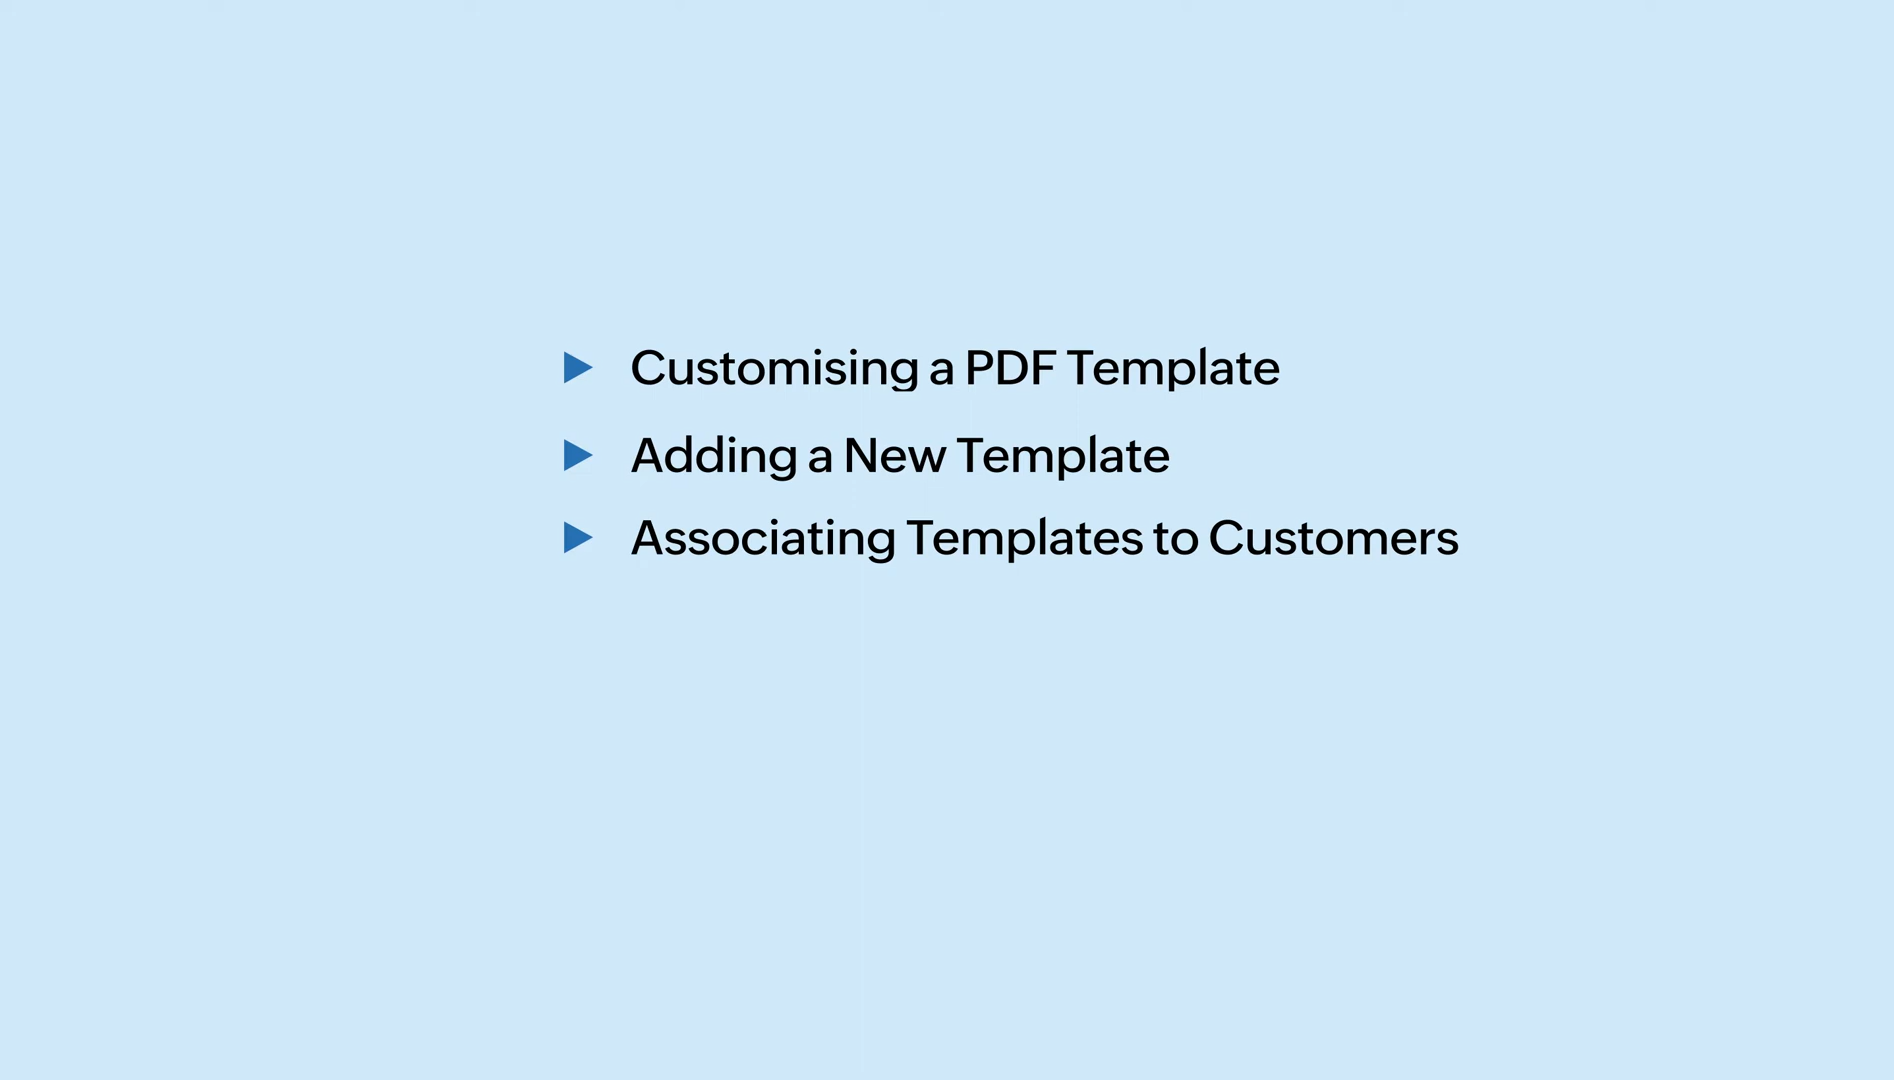 Customising a PDF Template
Adding a New Template
Associating Templates to Customers